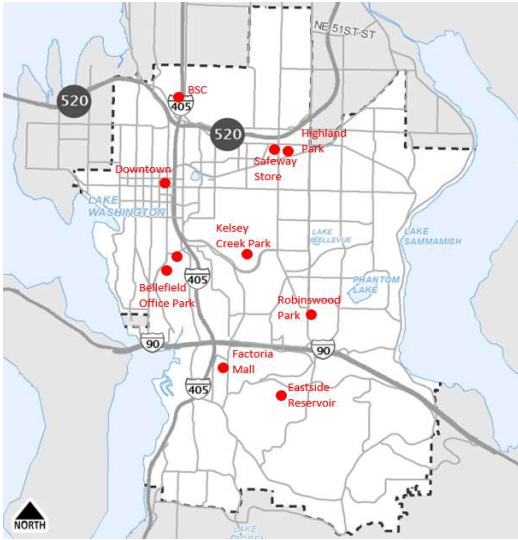 NE 51ST ST
BSC
405
520
520
Highland
Park
Safeway
Store
Downtown
LAKE
WASHINGTON
Kelsey
Creek Park
LAKE
BELLEVUE
LAKE
SAMMAMISH
405
Bellefield
Office Park
PHANTOM
LAKE
Robinswood
Park
90
90
Factoria
Mall
405
Eastside
Reservoir
NORTH
LAKE